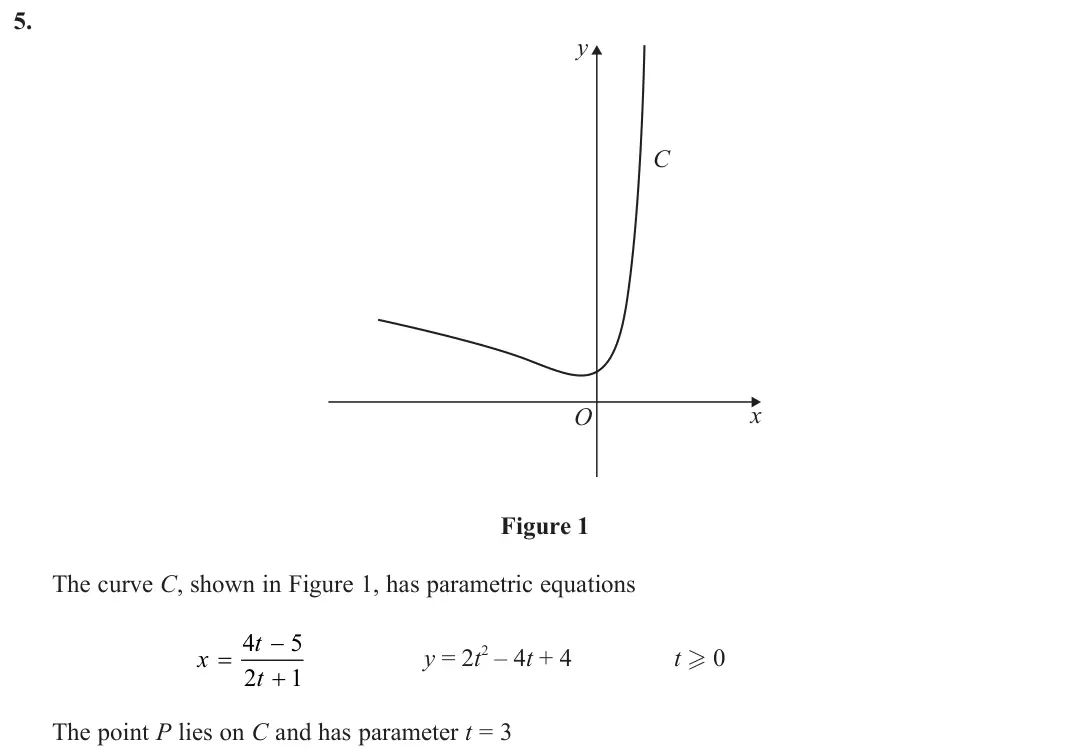 5.
y
C
O
x
Figure 1
The curve C, shown in Figure 1, has parametric equations
x = \frac{4t − 5}{2t + 1} y = 2t² – 4t + 4 t ⩾ 0
The point P lies on C and has parameter t = 3